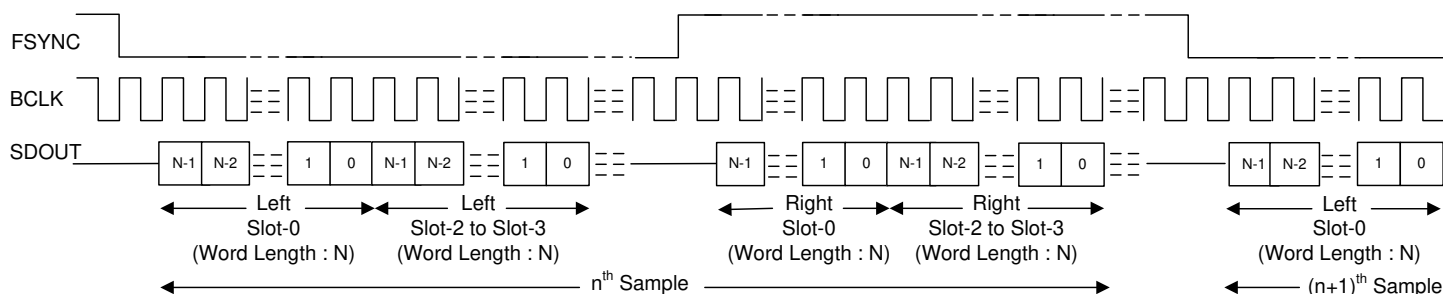 FSYNC
BCLK
SDOUT
N-1 N-2 1 0 N-1 N-2 1 0 N-1 1 0 N-1 N-2 1 0 N-1 N-2 1 0
Left Left Right Right Left
Slot-0 Slot-2 to Slot-3 Slot-0 Slot-2 to Slot-3 Slot-0
(Word Length : N) (Word Length : N) (Word Length : N) (Word Length : N) (Word Length : N)
nth Sample (n+1)th Sample